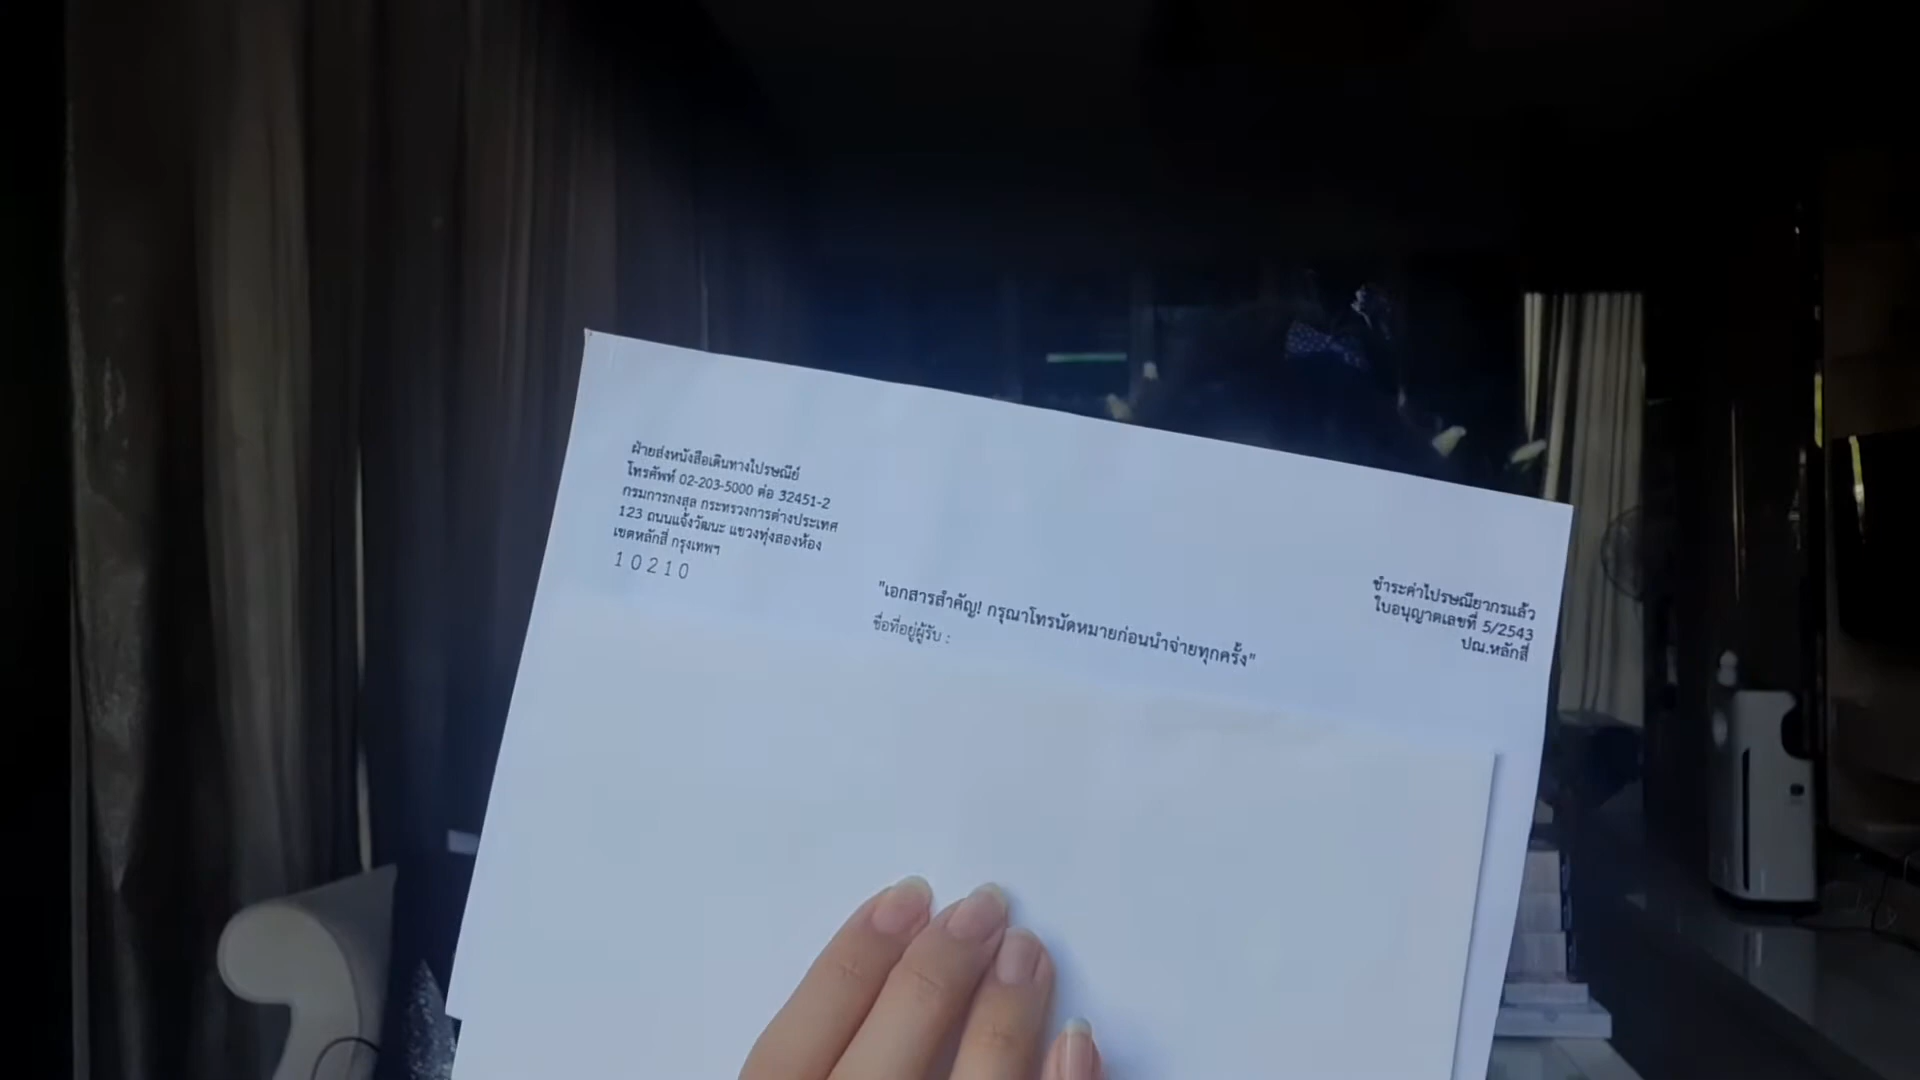 ฝ่ายส่งหนังสือเดินทางไปรษณีย์
โทรศัพท์ 02-203-5000 ต่อ 32451-2
กรมการกงสุล กระทรวงการต่างประเทศ
123 ถนนแจ้งวัฒนะ แขวงทุ่งสองห้อง
เขตหลักสี่ กรุงเทพฯ
10210
"เอกสารสำคัญ! กรุณาโทรนัดหมายก่อนนำจ่ายทุกครั้ง"
ชื่อที่อยู่ผู้รับ :
ชำระค่าไปรษณียากรแล้ว
ใบอนุญาตเลขที่ 5/2543
ปณ.หลักสี่